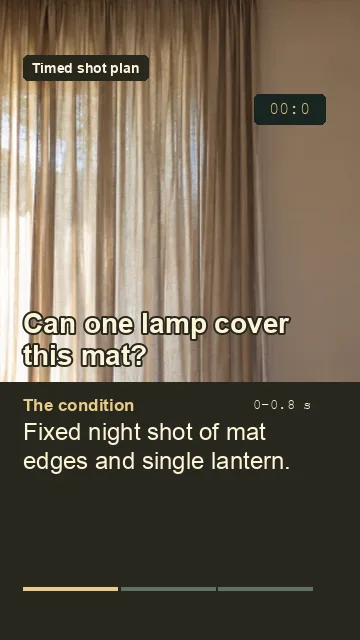 Timed shot plan
00:0
Can one lamp cover
this mat?
The condition
0–0.8 s
Fixed night shot of mat
edges and single lantern.